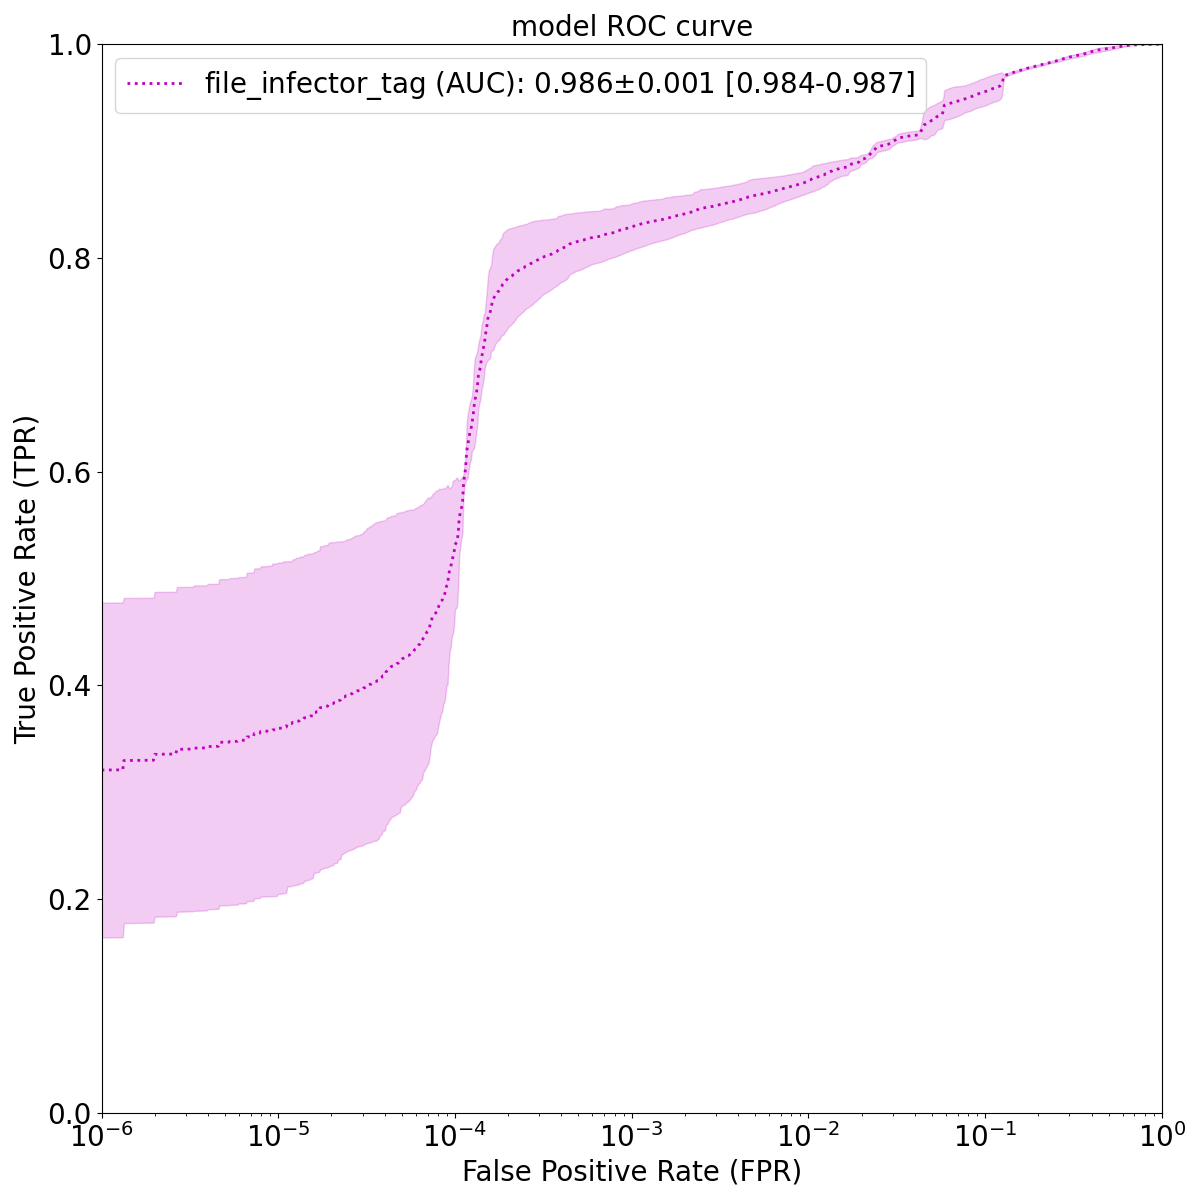 model ROC curve
file_infector_tag (AUC): 0.986±0.001 [0.984-0.987]
True Positive Rate (TPR)
1.0
0.8
0.6
0.4
0.2
0.0
10⁻⁶ 10⁻⁵ 10⁻⁴ 10⁻³ 10⁻² 10⁻¹ 10⁰
False Positive Rate (FPR)